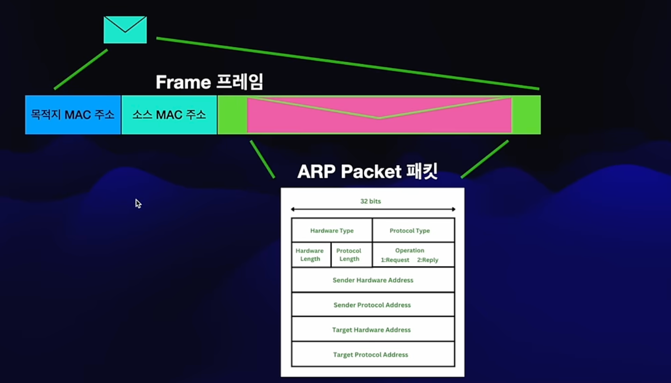 Frame 프레임
목적지 MAC 주소
소스 MAC 주소
ARP Packet 패킷
32 bits
Hardware Type
Protocol Type
Hardware
Length
Protocol
Length
Operation
1:Request 2:Reply
Sender Hardware Address
Sender Protocol Address
Target Hardware Address
Target Protocol Address